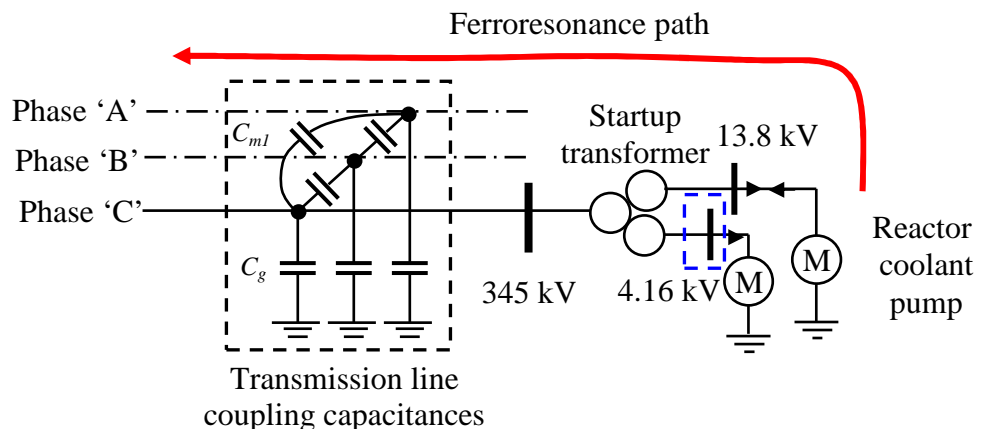 Ferroresonance path
Phase ‘A’
Phase ‘B’
Phase ‘C’
Cm1
Cg
Startup
transformer
13.8 kV
345 kV
4.16 kV
M
M
Reactor
coolant
pump
Transmission line
coupling capacitances